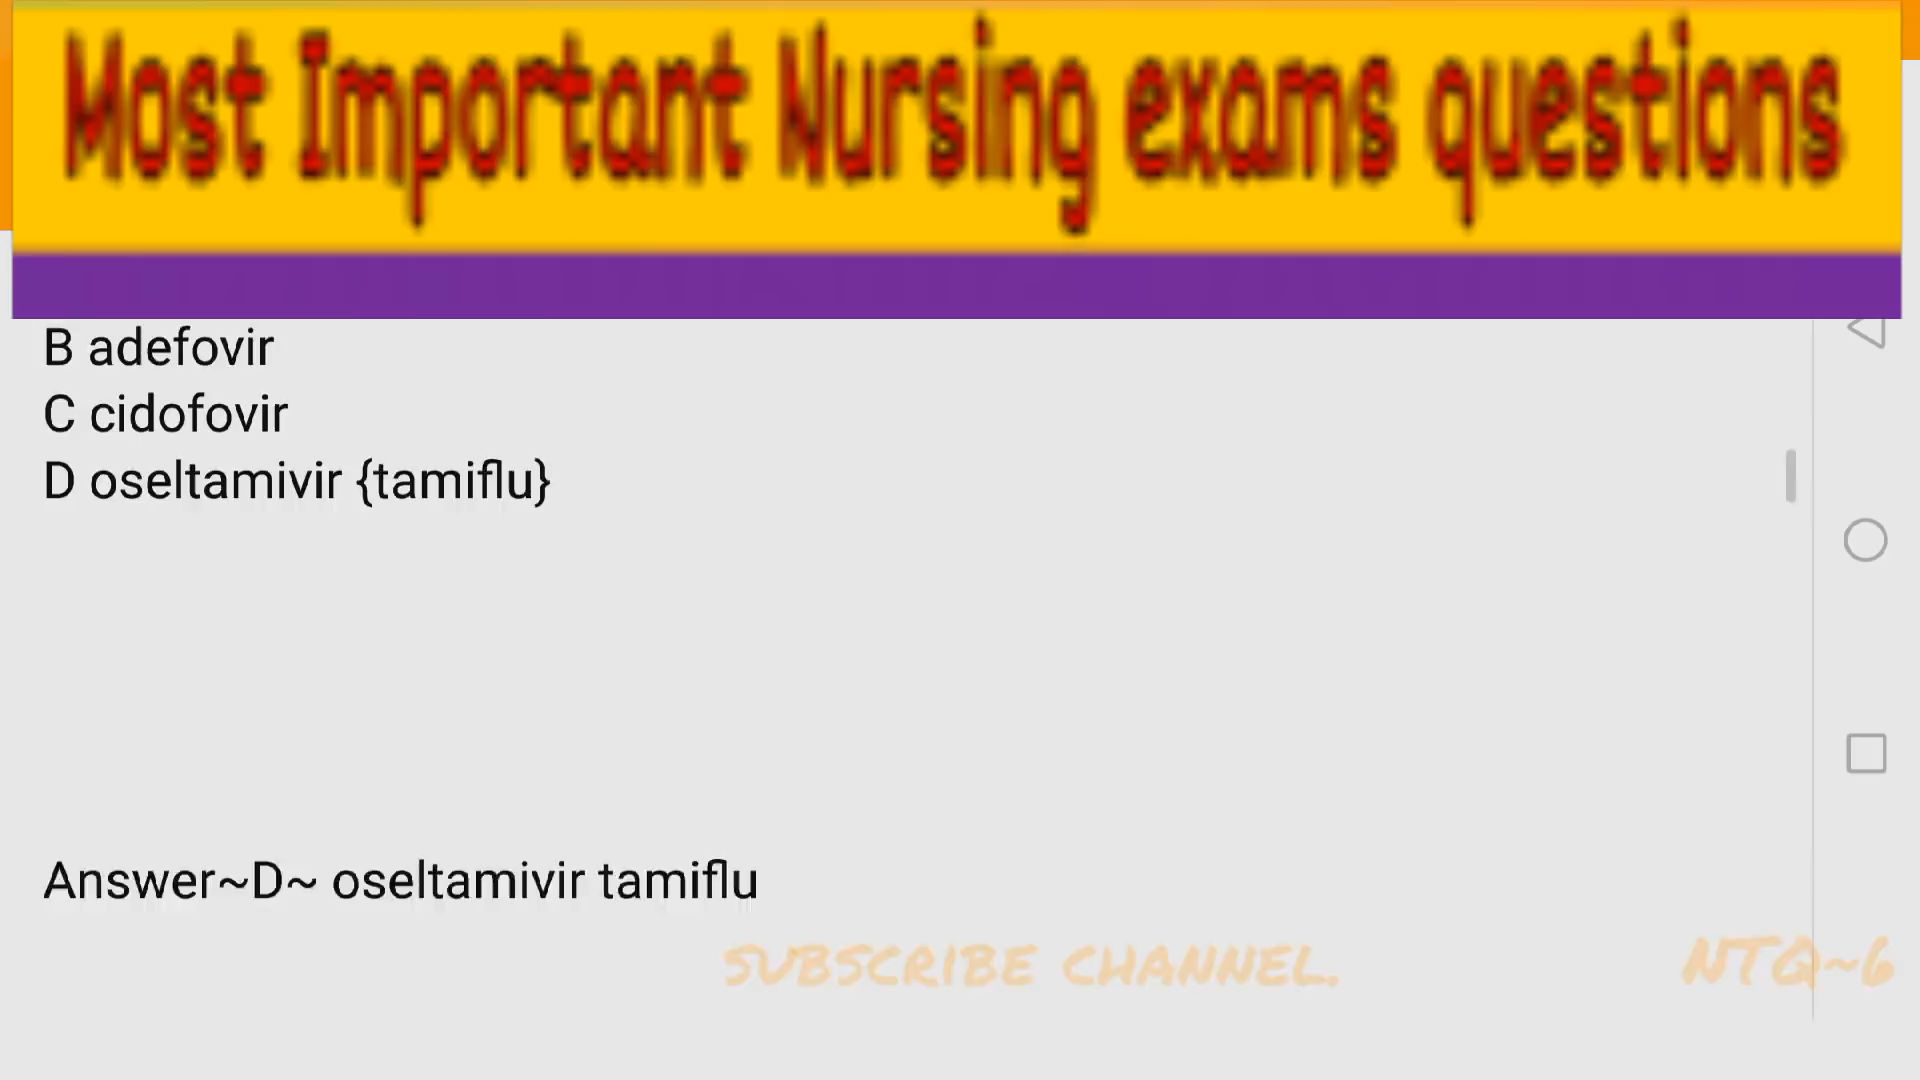 Most Important Nursing exams questions
B adefovir
C cidofovir
D oseltamivir {tamiflu}
Answer~D~ oseltamivir tamiflu
SUBSCRIBE CHANNEL.
NTQ~6